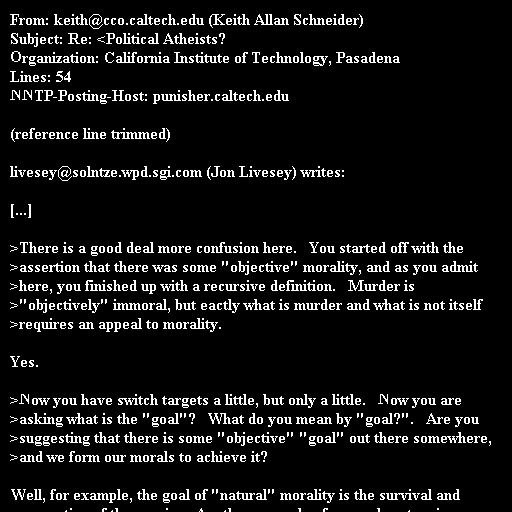 From: keith@cco.caltech.edu (Keith Allan Schneider)
Subject: Re: <Political Atheists?
Organization: California Institute of Technology, Pasadena
Lines: 54
NNTP-Posting-Host: punisher.caltech.edu

(reference line trimmed)

livesey@solntze.wpd.sgi.com (Jon Livesey) writes:

[...]

>There is a good deal more confusion here.   You started off with the
>assertion that there was some "objective" morality, and as you admit
>here, you finished up with a recursive definition.   Murder is
>"objectively" immoral, but eactly what is murder and what is not itself
>requires an appeal to morality.

Yes.

>Now you have switch targets a little, but only a little.   Now you are
>asking what is the "goal"?   What do you mean by "goal?".   Are you
>suggesting that there is some "objective" "goal" out there somewhere,
>and we form our morals to achieve it?

Well, for example, the goal of "natural" morality is the survival and